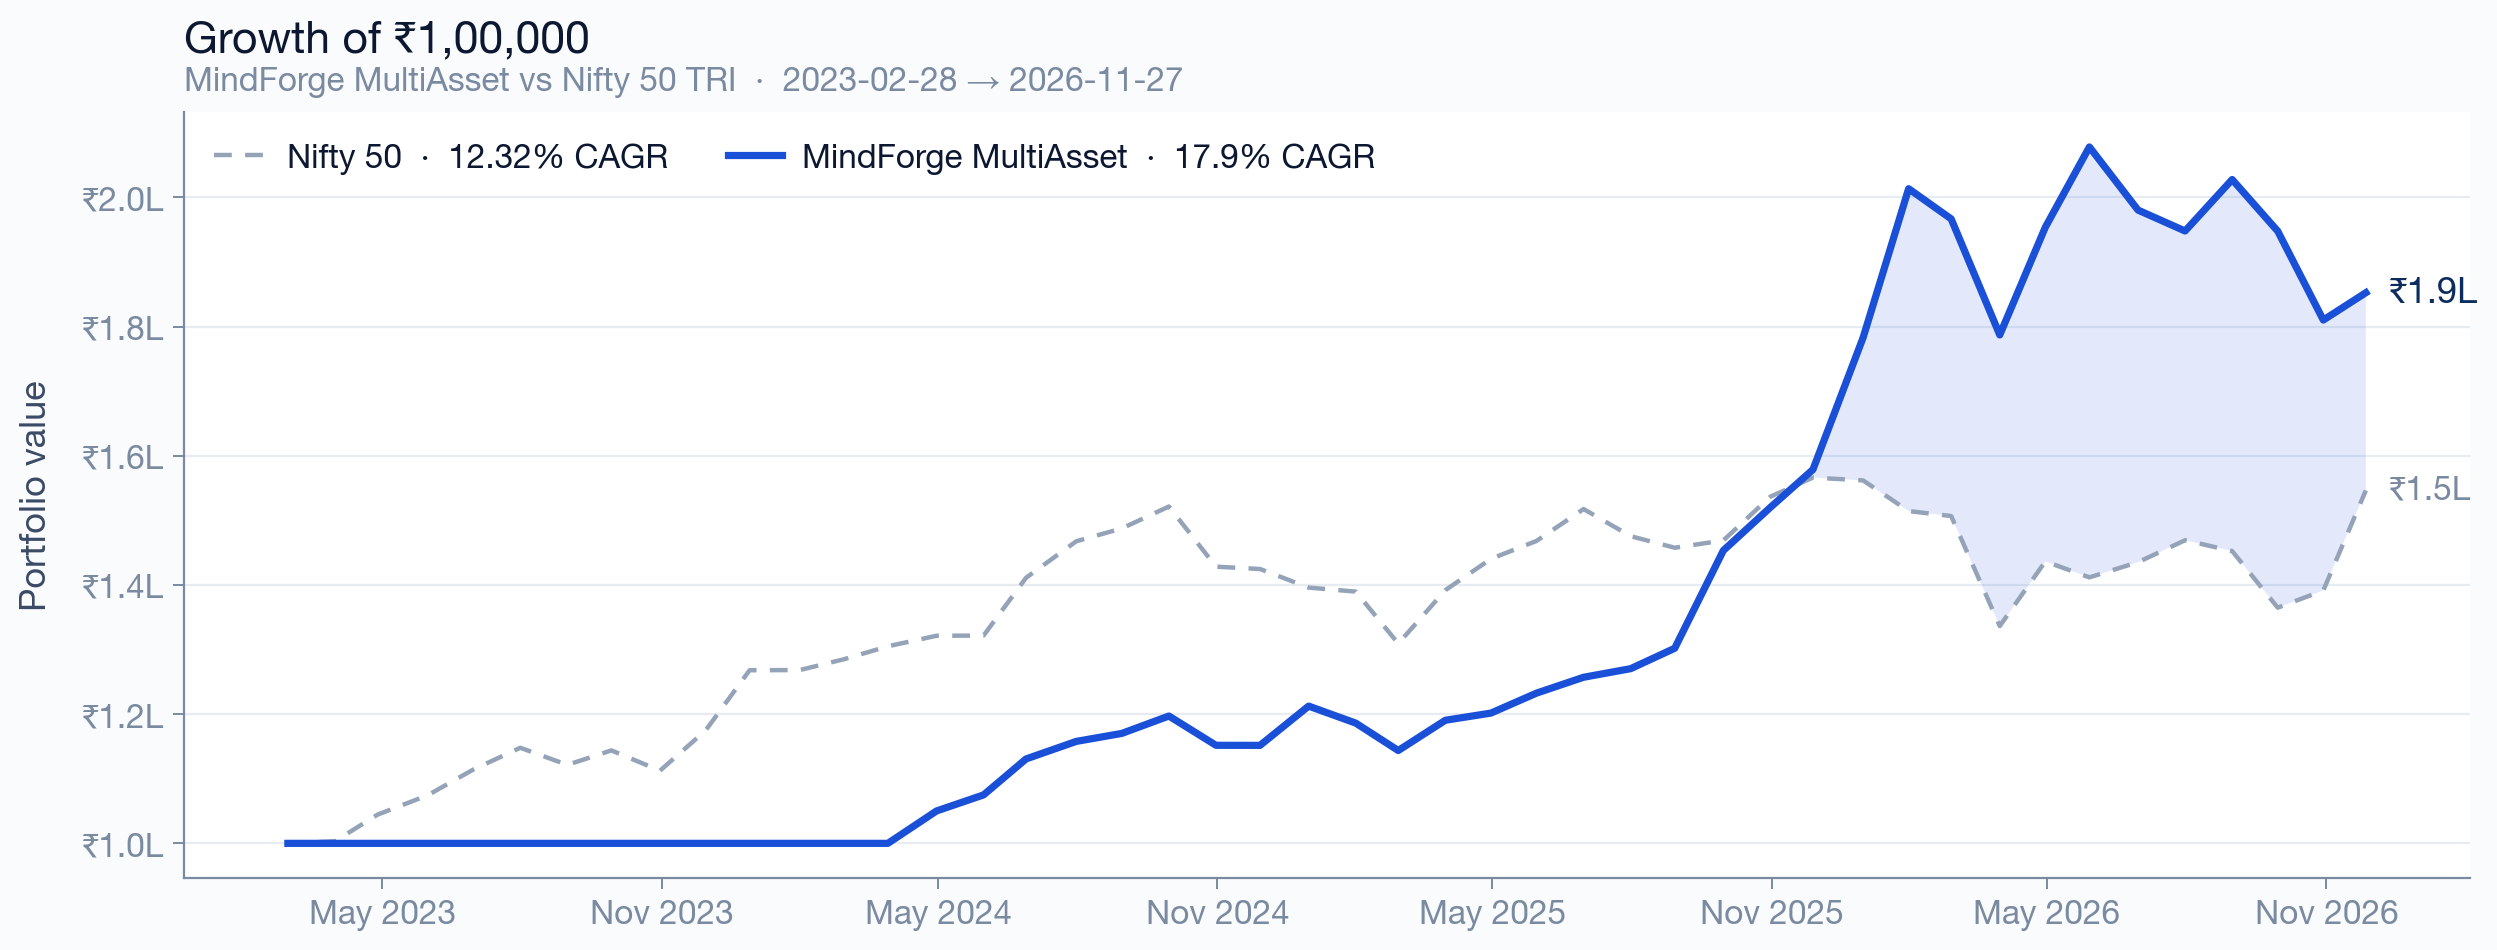 Growth of ₹1,00,000
MindForge MultiAsset vs Nifty 50 TRI · 2023-02-28 → 2026-11-27
Nifty 50 · 12.32% CAGR
MindForge MultiAsset · 17.9% CAGR
Portfolio value
₹2.0L
₹1.8L
₹1.6L
₹1.4L
₹1.2L
₹1.0L
₹1.9L
₹1.5L
May 2023
Nov 2023
May 2024
Nov 2024
May 2025
Nov 2025
May 2026
Nov 2026